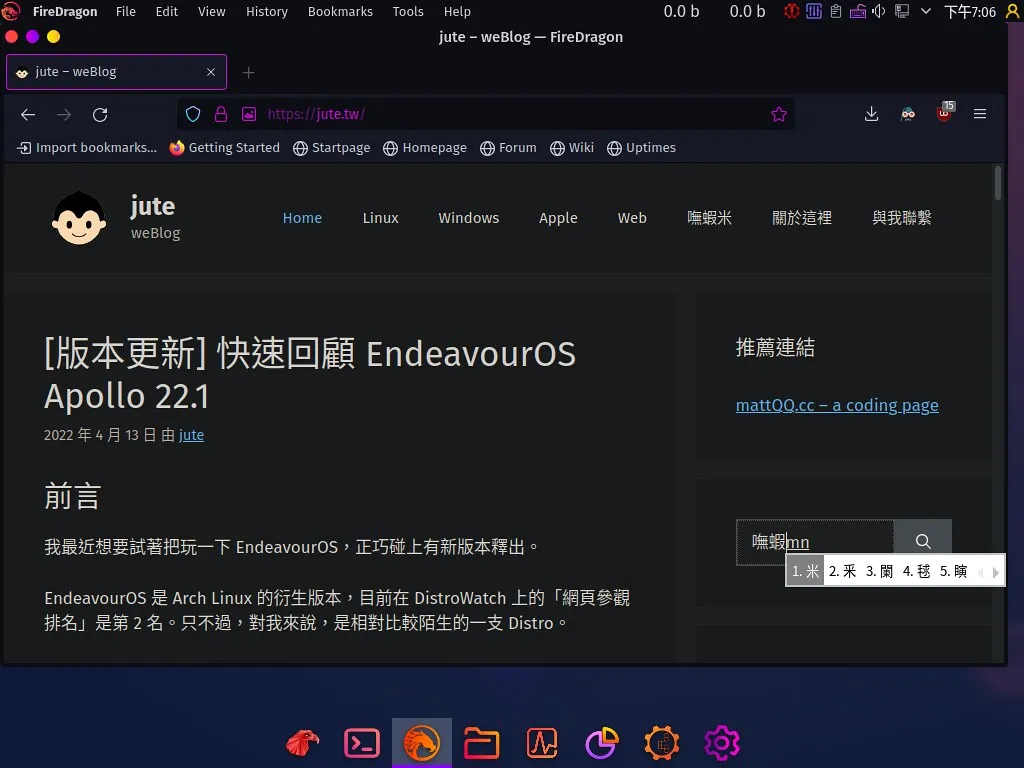 FireDragon File Edit View History Bookmarks Tools Help 0.0 b 0.0 b 下午7:06
jute – weBlog — FireDragon
jute – weBlog
https://jute.tw/
15
Import bookmarks... Getting Started Startpage Homepage Forum Wiki Uptimes
jute
weBlog
Home Linux Windows Apple Web 嘸蝦米 關於這裡 與我聯繫
[版本更新] 快速回顧 EndeavourOS
Apollo 22.1
2022 年 4 月 13 日 由 jute
前言
我最近想要試著把玩一下 EndeavourOS,正巧碰上有新版本釋出。
EndeavourOS 是 Arch Linux 的衍生版本,目前在 DistroWatch 上的「網頁參觀
排名」是第 2 名。只不過,對我來說,是相對比較陌生的一支 Distro。
推薦連結
mattQQ.cc – a coding page
嘸蝦mn
1. 米 2. 釆 3. 闌 4. 毬 5. 瞚